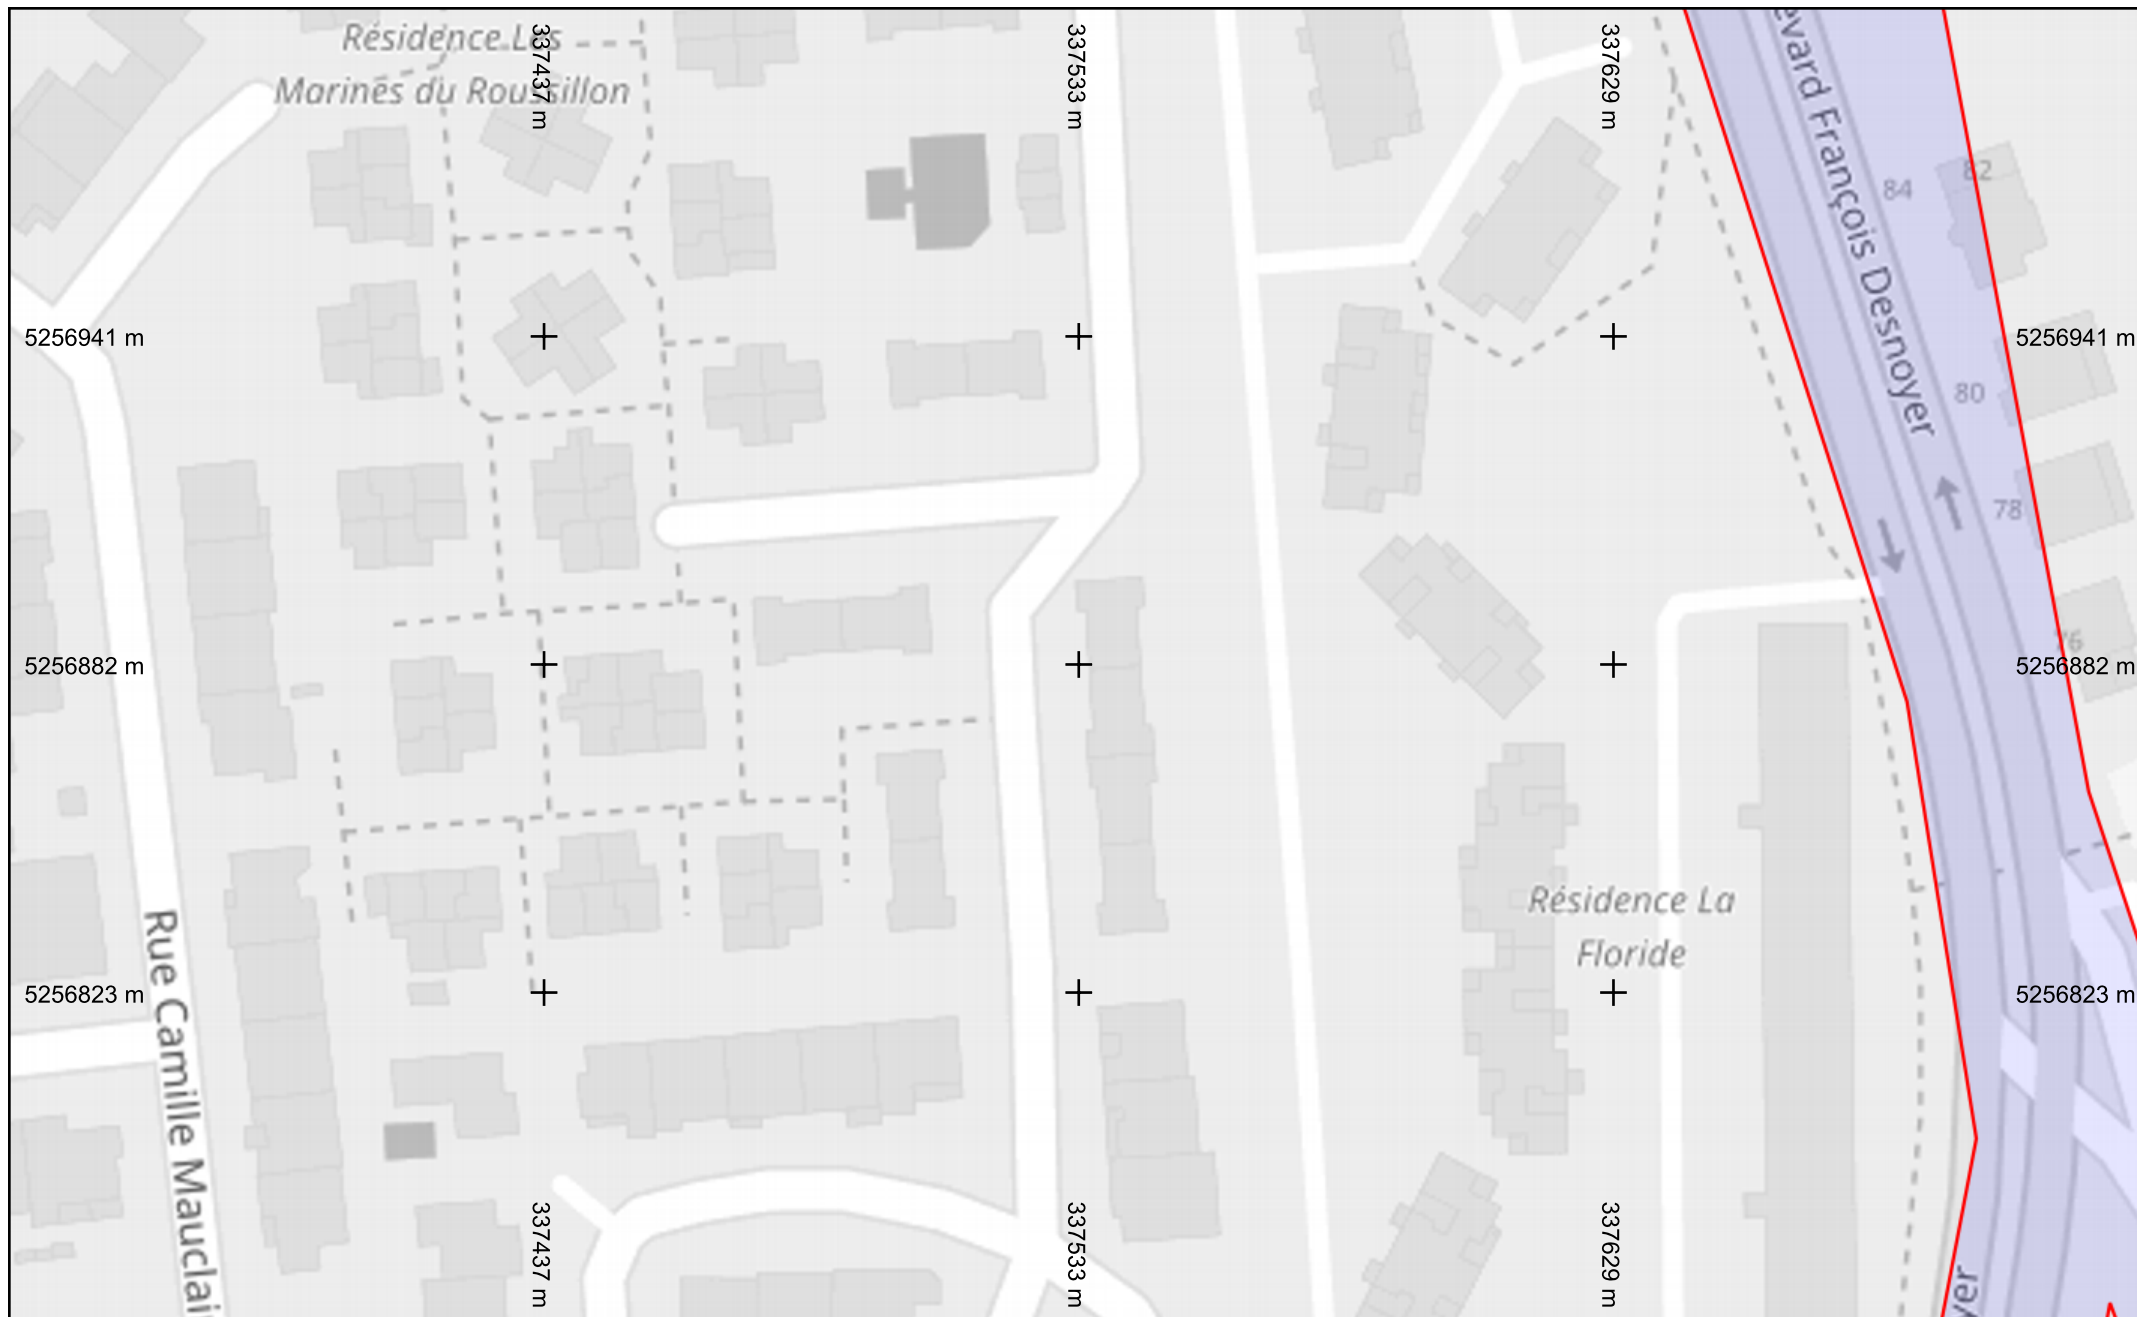 Résidence Les
Marines du Roussillon
337437 m
337533 m
337629 m
evard François Desnoyer
82
84
5256941 m
5256941 m
80
78
76
5256882 m
5256882 m
Résidence La
Floride
5256823 m
5256823 m
Rue Camille Mauclai
337437 m
337533 m
337629 m
yer